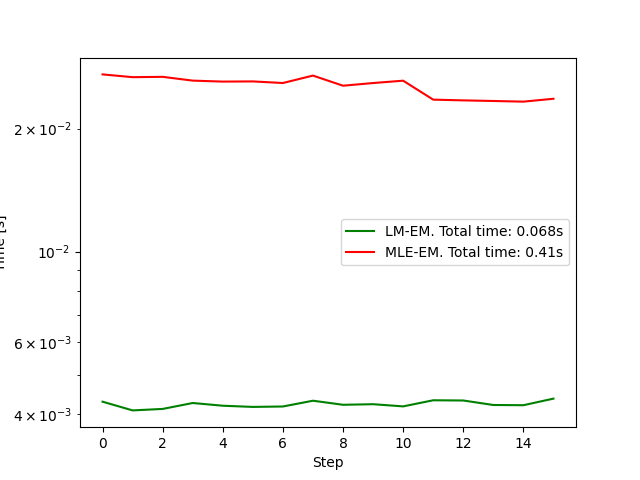 2 × 10⁻²
10⁻²
6 × 10⁻³
4 × 10⁻³
Time [s]
LM-EM. Total time: 0.068s
MLE-EM. Total time: 0.41s
0 2 4 6 8 10 12 14
Step